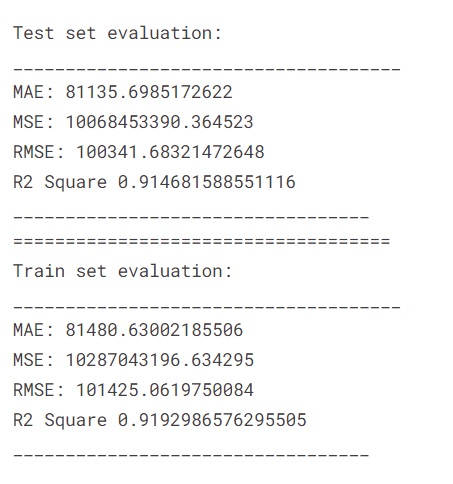 Test set evaluation:
_____________________________________
MAE: 81135.6985172622
MSE: 10068453390.364523
RMSE: 100341.68321472648
R2 Square 0.914681588551116
__________________________________
====================================
Train set evaluation:
_____________________________________
MAE: 81480.63002185506
MSE: 10287043196.634295
RMSE: 101425.0619750084
R2 Square 0.9192986576295505
__________________________________